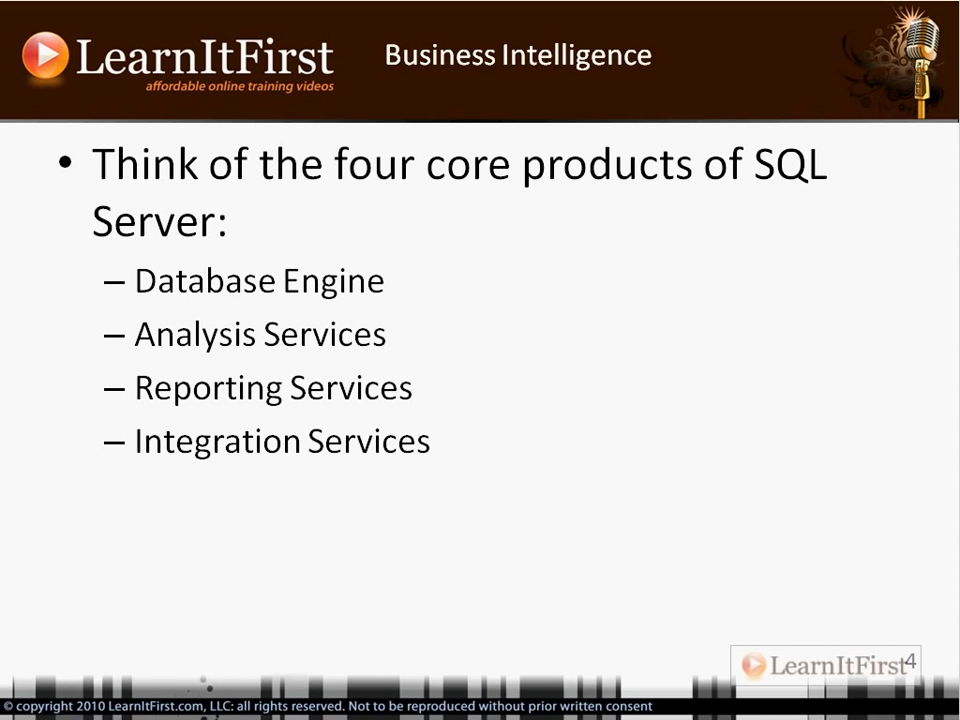 LearnItFirst
affordable online training videos
Business Intelligence
• Think of the four core products of SQL
Server:
– Database Engine
– Analysis Services
– Reporting Services
– Integration Services
LearnItFirst
4
© copyright 2010 LearnItFirst.com, LLC: all rights reserved. Not to be reproduced without prior written consent